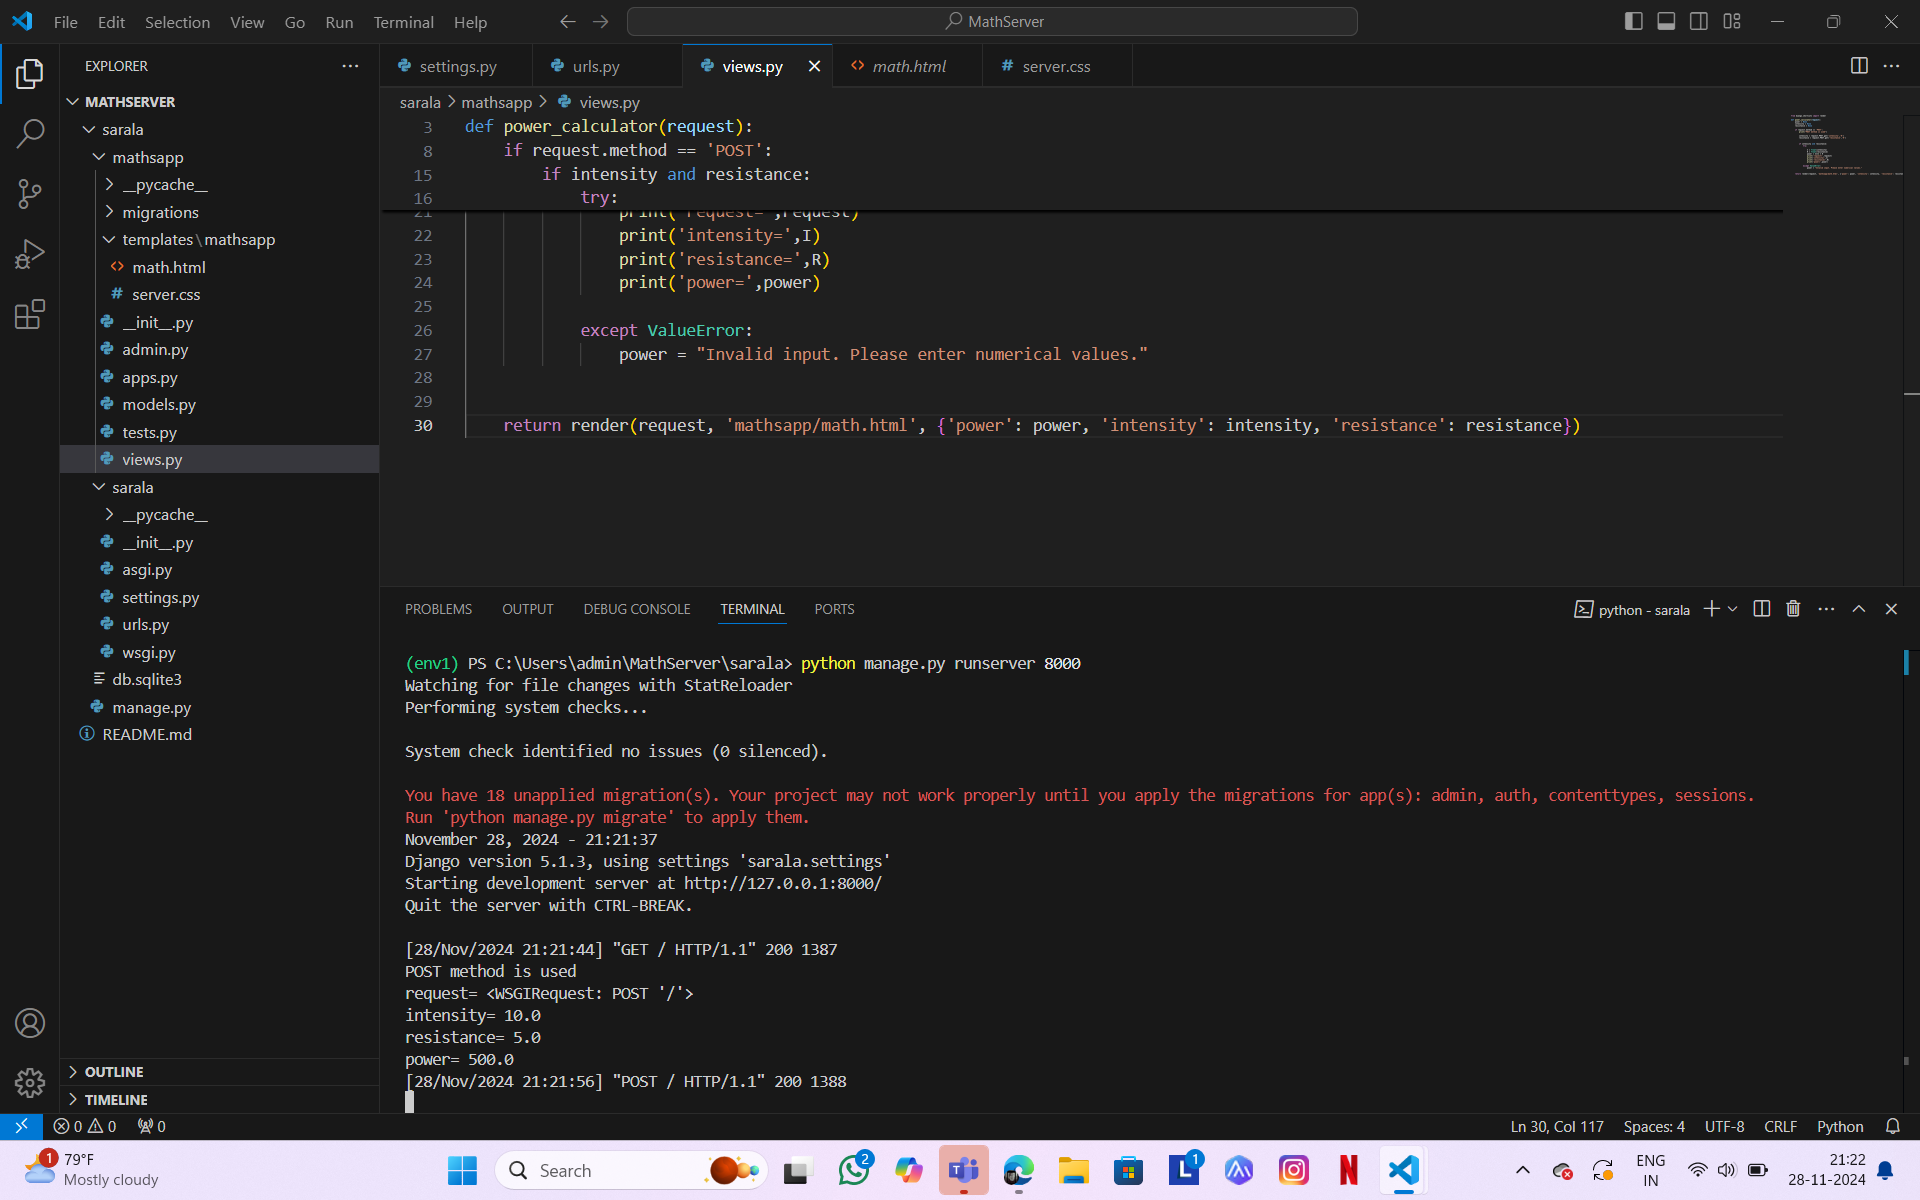 File Edit Selection View Go Run Terminal Help
MathServer
EXPLORER
MATHSERVER
sarala
mathsapp
__pycache__
migrations
templates\mathsapp
math.html
server.css
__init__.py
admin.py
apps.py
models.py
tests.py
views.py
sarala
__pycache__
__init__.py
asgi.py
settings.py
urls.py
wsgi.py
db.sqlite3
manage.py
README.md
OUTLINE
TIMELINE
settings.py urls.py views.py math.html server.css
sarala > mathsapp > views.py
3 def power_calculator(request):
8 if request.method == 'POST':
15 if intensity and resistance:
16 try:
21 print('request=',request)
22 print('intensity=',I)
23 print('resistance=',R)
24 print('power=',power)
25
26 except ValueError:
27 power = "Invalid input. Please enter numerical values."
28
29
30 return render(request, 'mathsapp/math.html', {'power': power, 'intensity': intensity, 'resistance': resistance})
PROBLEMS OUTPUT DEBUG CONSOLE TERMINAL PORTS
python - sarala
(env1) PS C:\Users\admin\MathServer\sarala> python manage.py runserver 8000
Watching for file changes with StatReloader
Performing system checks...
System check identified no issues (0 silenced).
You have 18 unapplied migration(s). Your project may not work properly until you apply the migrations for app(s): admin, auth, contenttypes, sessions.
Run 'python manage.py migrate' to apply them.
November 28, 2024 - 21:21:37
Django version 5.1.3, using settings 'sarala.settings'
Starting development server at http://127.0.0.1:8000/
Quit the server with CTRL-BREAK.
[28/Nov/2024 21:21:44] "GET / HTTP/1.1" 200 1387
POST method is used
request= <WSGIRequest: POST '/'>
intensity= 10.0
resistance= 5.0
power= 500.0
[28/Nov/2024 21:21:56] "POST / HTTP/1.1" 200 1388
0 0 0
Ln 30, Col 117 Spaces: 4 UTF-8 CRLF Python
1
79°F
Mostly cloudy
Search
2
L 1
N
ENG
IN
21:22
28-11-2024